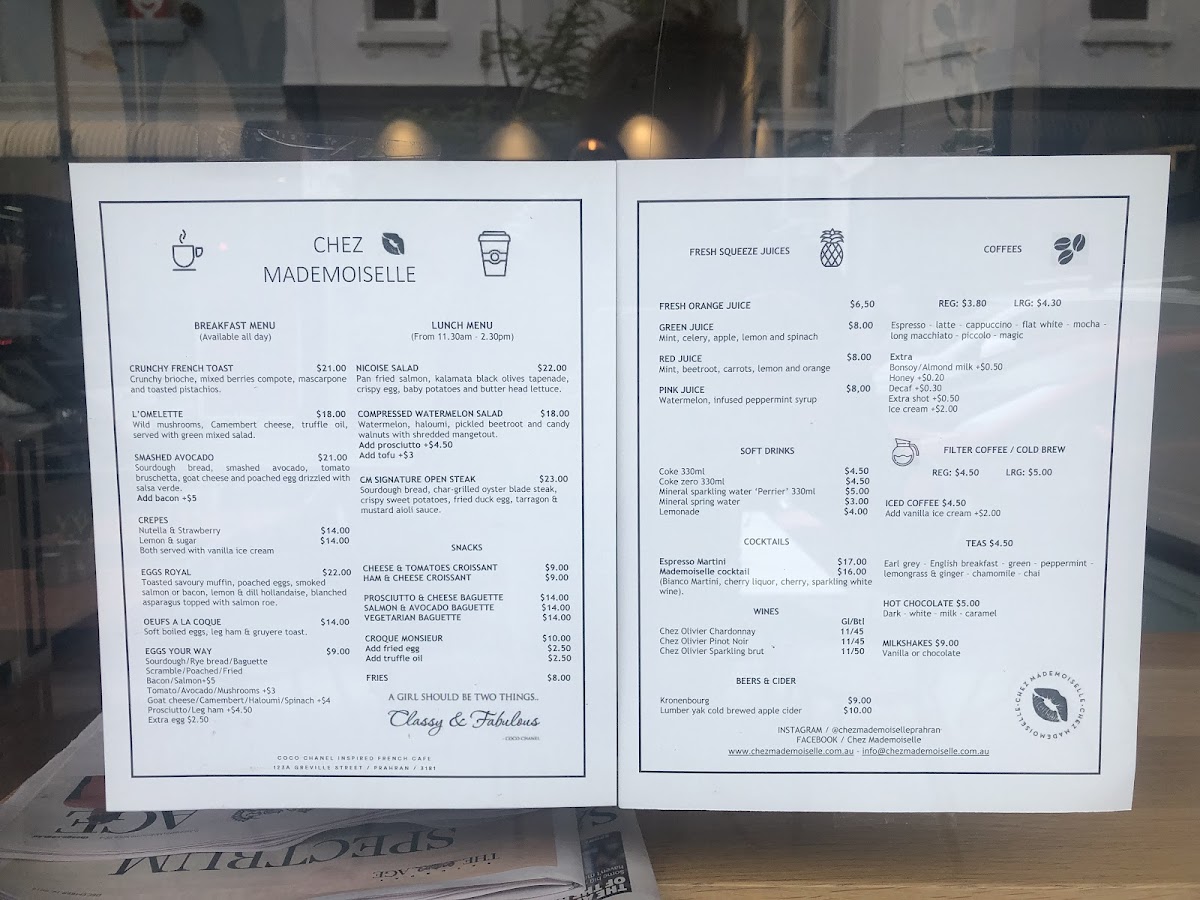 CHEZ
MADEMOISELLE
BREAKFAST MENU
(Available all day)
CRUNCHY FRENCH TOAST $21.00
Crunchy brioche, mixed berries compote, mascarpone
and toasted pistachios.
L'OMELETTE $18.00
Wild mushrooms, Camembert cheese, truffle oil,
served with green mixed salad.
SMASHED AVOCADO $21.00
Sourdough bread, smashed avocado, tomato
bruschetta, goat cheese and poached egg drizzled with
salsa verde.
Add bacon +$5
CREPES
Nutella & Strawberry $14.00
Lemon & sugar $14.00
Both served with vanilla ice cream
EGGS ROYAL $22.00
Toasted savoury muffin, poached eggs, smoked
salmon or bacon, lemon & dill hollandaise, blanched
asparagus topped with salmon roe.
OEUFS A LA COQUE $14.00
Soft boiled eggs, leg ham & gruyere toast.
EGGS YOUR WAY $9.00
Sourdough/Rye bread/Baguette
Scramble/Poached/Fried
Bacon/Salmon+$5
Tomato/Avocado/Mushrooms +$3
Goat cheese/Camembert/Haloumi/Spinach +$4
Prosciutto/Leg ham +$4.50
Extra egg $2.50
LUNCH MENU
(From 11.30am - 2.30pm)
NICOISE SALAD $22.00
Pan fried salmon, kalamata black olives tapenade,
crispy egg, baby potatoes and butter head lettuce.
COMPRESSED WATERMELON SALAD $18.00
Watermelon, haloumi, pickled beetroot and candy
walnuts with shredded mangetout.
Add prosciutto +$4.50
Add tofu +$3
CM SIGNATURE OPEN STEAK $23.00
Sourdough bread, char-grilled oyster blade steak,
crispy sweet potatoes, fried duck egg, tarragon &
mustard aioli sauce.
SNACKS
CHEESE & TOMATOES CROISSANT $9.00
HAM & CHEESE CROISSANT $9.00
PROSCIUTTO & CHEESE BAGUETTE $14.00
SALMON & AVOCADO BAGUETTE $14.00
VEGETARIAN BAGUETTE $14.00
CROQUE MONSIEUR $10.00
Add fried egg $2.50
Add truffle oil $2.50
FRIES $8.00
A GIRL SHOULD BE TWO THINGS..
Classy & Fabulous
- COCO CHANEL
COCO CHANEL INSPIRED FRENCH CAFE
123A GREVILLE STREET / PRAHRAN / 3181
FRESH SQUEEZE JUICES
FRESH ORANGE JUICE $6,50
GREEN JUICE $8.00
Mint, celery, apple, lemon and spinach
RED JUICE $8.00
Mint, beetroot, carrots, lemon and orange
PINK JUICE $8,00
Watermelon, infused peppermint syrup
SOFT DRINKS
Coke 330ml $4.50
Coke zero 330ml $4.50
Mineral sparkling water 'Perrier' 330ml $5.00
Mineral spring water $3.00
Lemonade $4.00
COCKTAILS
Espresso Martini $17.00
Mademoiselle cocktail $16.00
(Bianco Martini, cherry liquor, cherry, sparkling white
wine).
WINES
Gl/Btl
Chez Olivier Chardonnay 11/45
Chez Olivier Pinot Noir 11/45
Chez Olivier Sparkling brut 11/50
BEERS & CIDER
Kronenbourg $9.00
Lumber yak cold brewed apple cider $10.00
COFFEES
REG: $3.80 LRG: $4.30
Espresso - latte - cappuccino - flat white - mocha -
long macchiato - piccolo - magic
Extra
Bonsoy/Almond milk +$0.50
Honey +$0.20
Decaf +$0.30
Extra shot +$0.50
Ice cream +$2.00
FILTER COFFEE / COLD BREW
REG: $4.50 LRG: $5.00
ICED COFFEE $4.50
Add vanilla ice cream +$2.00
TEAS $4.50
Earl grey - English breakfast - green - peppermint -
lemongrass & ginger - chamomile - chai
HOT CHOCOLATE $5.00
Dark - white - milk - caramel
MILKSHAKES $9.00
Vanilla or chocolate
CHEZ MADEMOISELLE · CHEZ MADEMOISELLE ·
INSTAGRAM / @chezmademoiselleprahran
FACEBOOK / Chez Mademoiselle
www.chezmademoiselle.com.au - info@chezmademoiselle.com.au
AGE
SPECTRUM
THE AGE